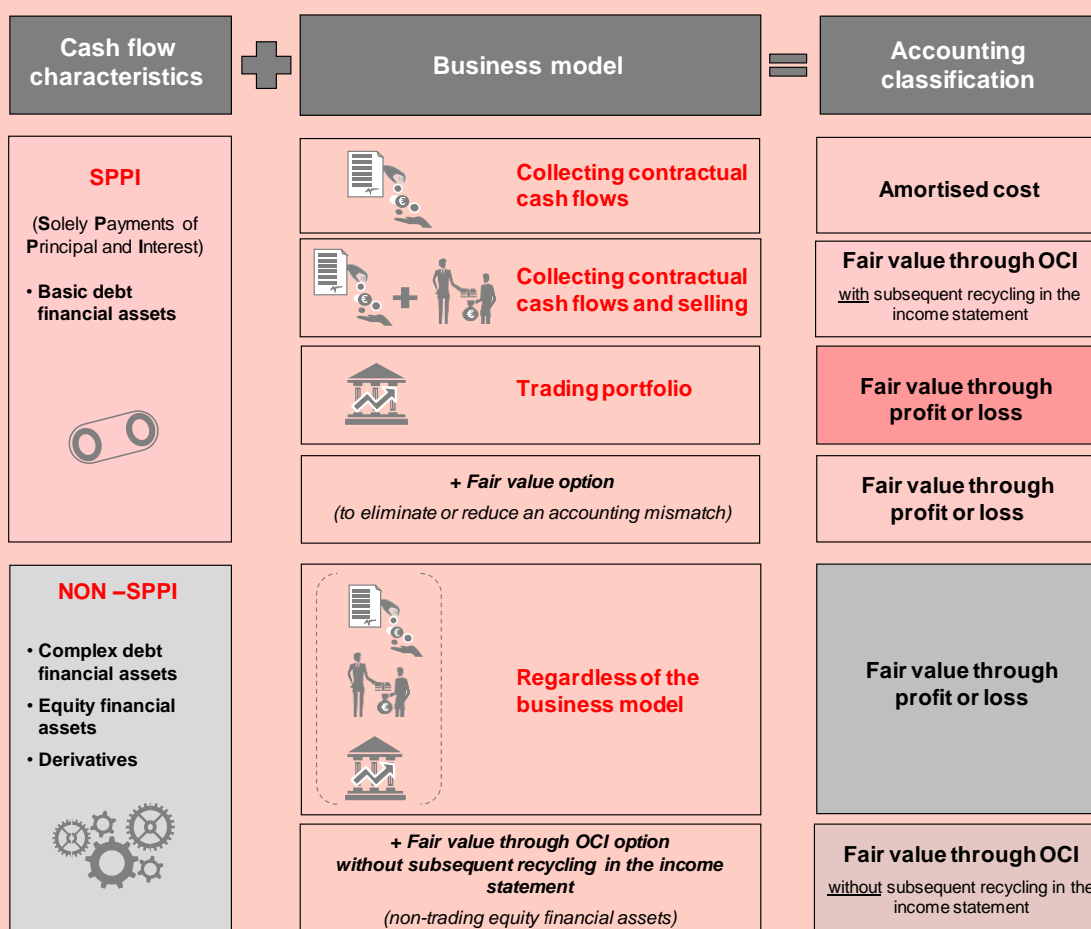 Cash flow
characteristics
Business model
Accounting
classification
SPPI
(Solely Payments of
Principal and Interest)
• Basic debt
financial assets
Collecting contractual
cash flows
Amortised cost
€
Collecting contractual
cash flows and selling
€
€
Fair value through OCI
with subsequent recycling in the
income statement
Trading portfolio
Fair value through
profit or loss
+ Fair value option
(to eliminate or reduce an accounting mismatch)
Fair value through
profit or loss
NON –SPPI
• Complex debt
financial assets
• Equity financial
assets
• Derivatives
€
€
Regardless of the
business model
Fair value through
profit or loss
+ Fair value through OCI option
without subsequent recycling in the income
statement
(non-trading equity financial assets)
Fair value through OCI
without subsequent recycling in the
income statement